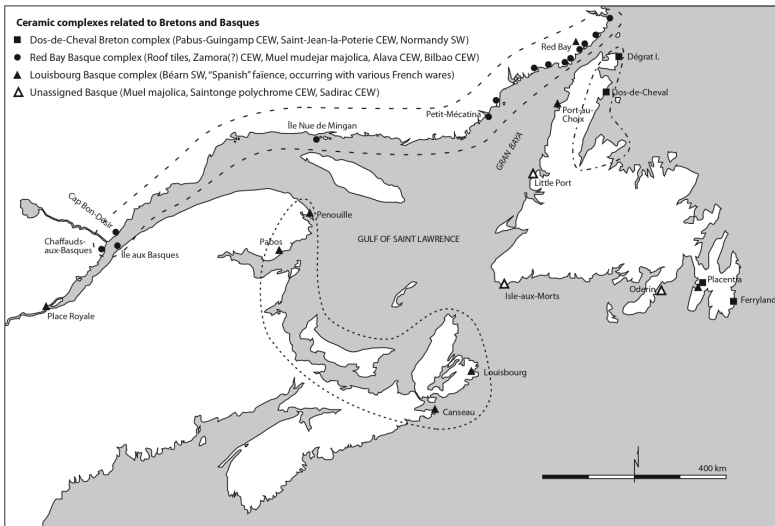 Ceramic complexes related to Bretons and Basques
Dos-de-Cheval Breton complex (Pabus-Guingamp CEW, Saint-Jean-la-Poterie CEW, Normandy SW)
Red Bay Basque complex (Roof tiles, Zamora(?) CEW, Muel mudejar majolica, Alava CEW, Bilbao CEW)
Louisbourg Basque complex (Béarn SW, "Spanish" faïence, occurring with various French wares)
Unassigned Basque (Muel majolica, Saintonge polychrome CEW, Sadirac CEW)
Red Bay
Dégrat I.
Dos-de-Cheval
Port-au-
Choix
Petit-Mécatina
Île Nue de Mingan
GRAN BAYA
Little Port
Cap Bon-Désir
Penouille
Chaffauds-
aux-Basques
Île aux Basques
Pabos
GULF OF SAINT LAWRENCE
Isle-aux-Morts
Oderin
Placentia
Ferryland
Place Royale
Louisbourg
Canseau
N
400 km